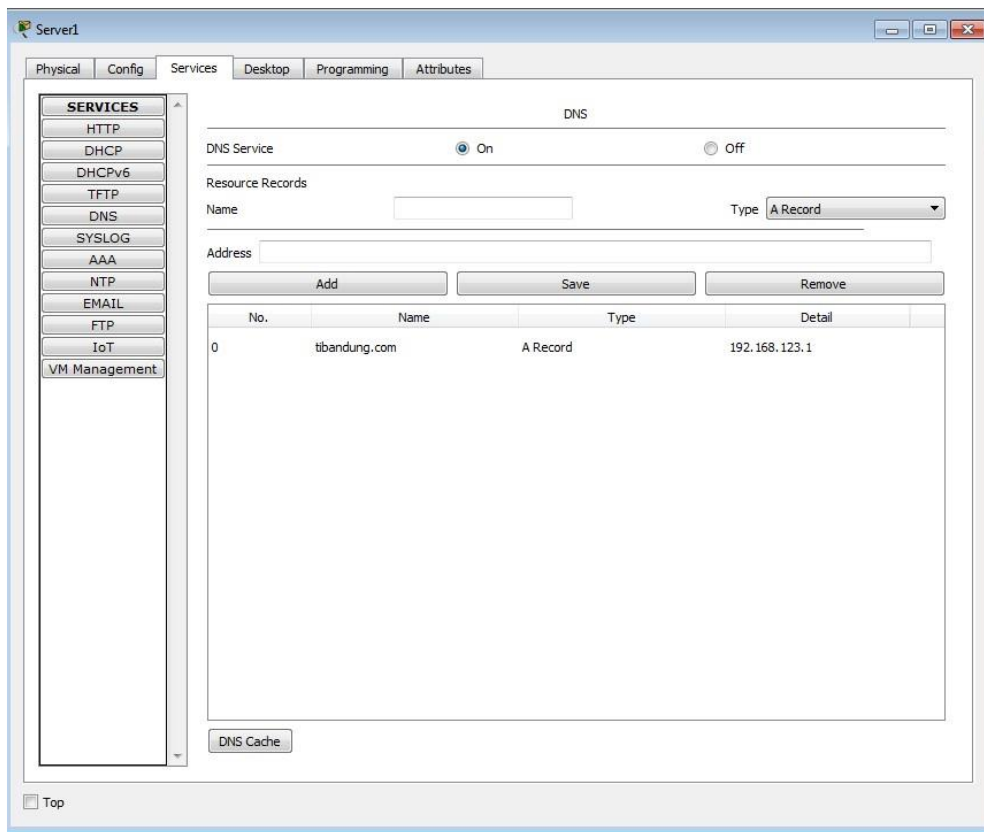 Server1
Physical Config Services Desktop Programming Attributes
SERVICES
HTTP
DHCP
DHCPv6
TFTP
DNS
SYSLOG
AAA
NTP
EMAIL
FTP
IoT
VM Management
DNS
DNS Service On Off
Resource Records
Name Type A Record
Address
Add Save Remove
No. Name Type Detail
0 tibandung.com A Record 192.168.123.1
DNS Cache
Top